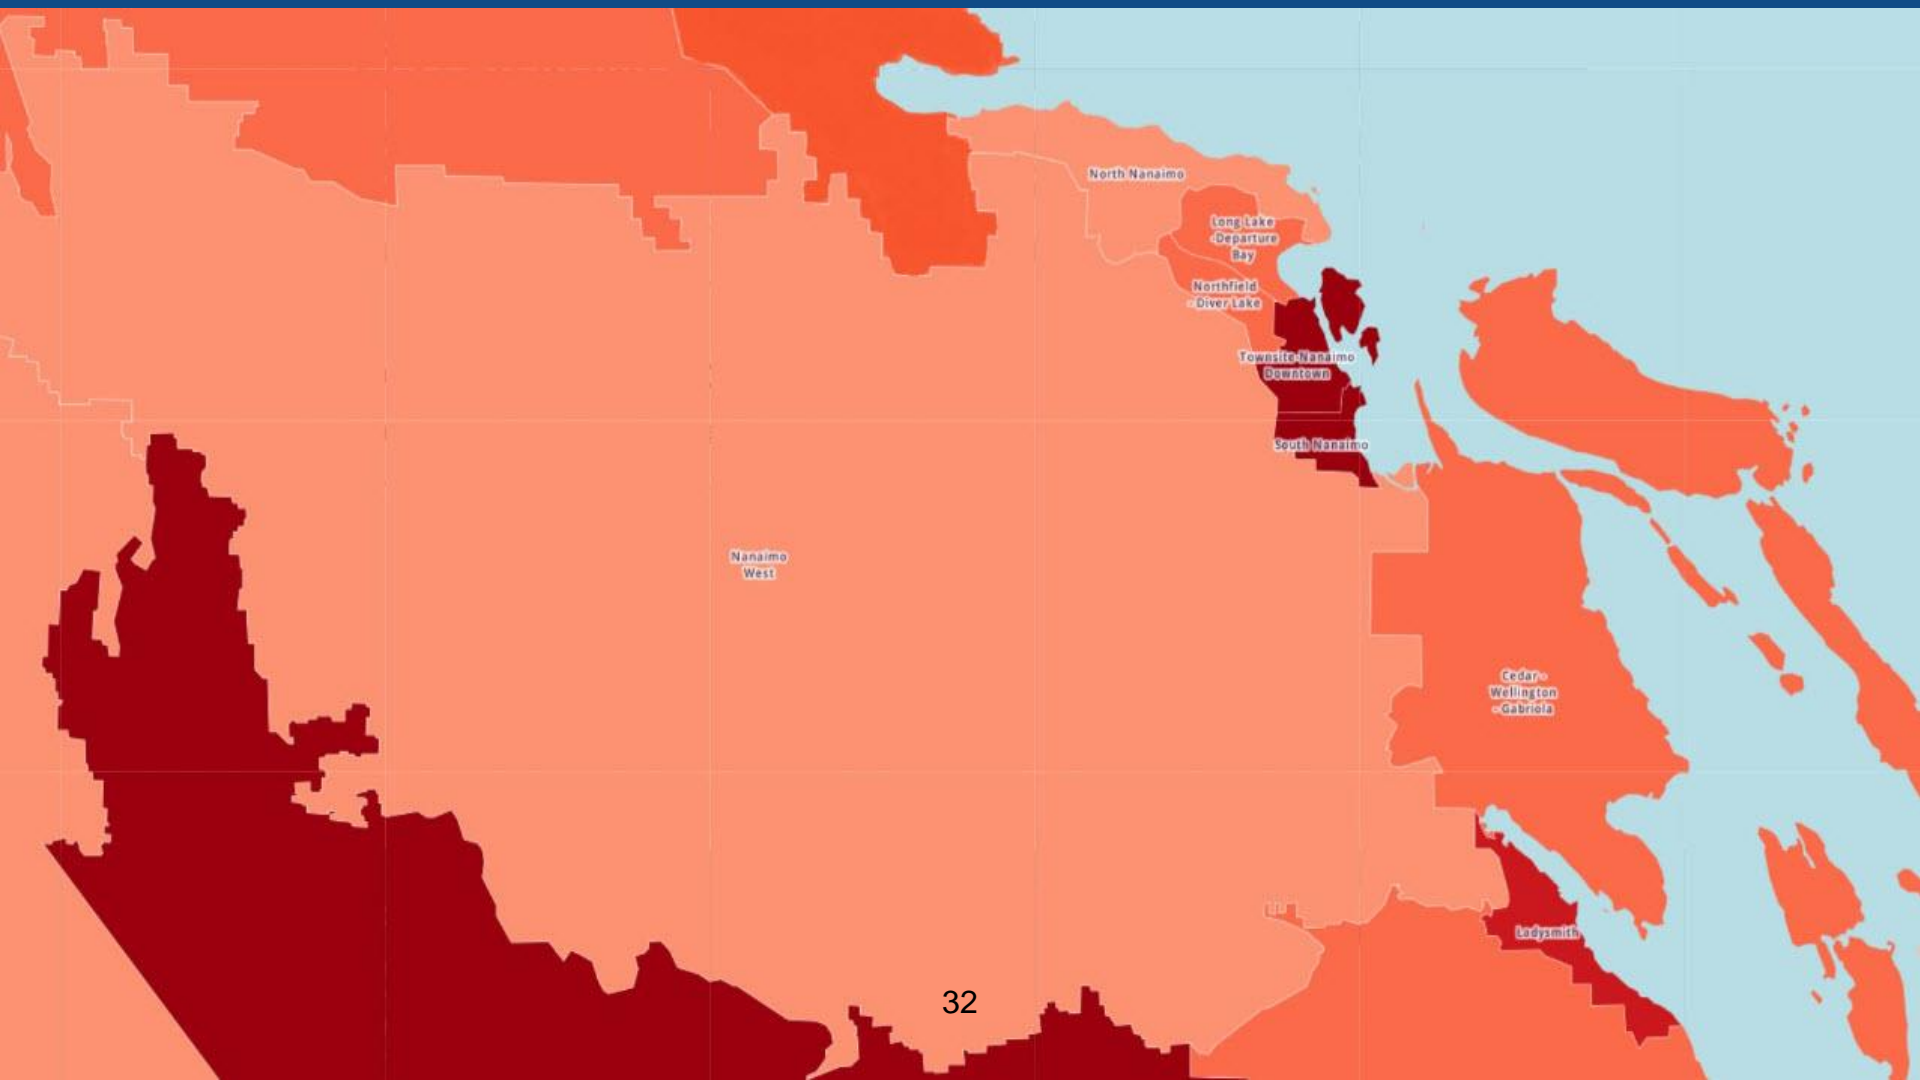 North Nanaimo
Long Lake
-Departure
Bay
Northfield
- Diver Lake
Townsite-Nanaimo
Downtown
South Nanaimo
Nanaimo
West
Cedar -
Wellington
- Gabriola
Ladysmith
32